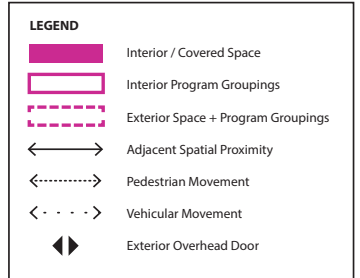 LEGEND
Interior / Covered Space
Interior Program Groupings
Exterior Space + Program Groupings
Adjacent Spatial Proximity
Pedestrian Movement
Vehicular Movement
Exterior Overhead Door